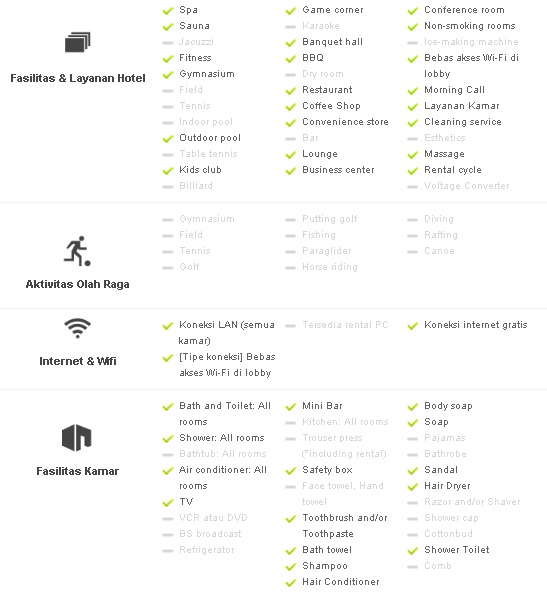 Fasilitas & Layanan Hotel
Spa
Sauna
Jacuzzi
Fitness
Gymnasium
Field
Tennis
Indoor pool
Outdoor pool
Table tennis
Kids club
Billiard
Game corner
Karaoke
Banquet hall
BBQ
Dry room
Restaurant
Coffee Shop
Convenience store
Bar
Lounge
Business center
Conference room
Non-smoking rooms
Ice-making machine
Bebas akses Wi-Fi di
lobby
Morning Call
Layanan Kamar
Cleaning service
Esthetics
Massage
Rental cycle
Voltage Converter
Aktivitas Olah Raga
Gymnasium
Field
Tennis
Golf
Putting golf
Fishing
Paraglider
Horse riding
Diving
Rafting
Canoe
Internet & Wifi
Koneksi LAN (semua
kamar)
[Tipe koneksi] Bebas
akses Wi-Fi di lobby
Tersedia rental PC
Koneksi internet gratis
Fasilitas Kamar
Bath and Toilet: All
rooms
Shower: All rooms
Bathtub: All rooms
Air conditioner: All
rooms
TV
VCR atau DVD
BS broadcast
Refrigerator
Mini Bar
Kitchen: All rooms
Trouser press
(*including rental)
Safety box
Face towel, Hand
towel
Toothbrush and/or
Toothpaste
Bath towel
Shampoo
Hair Conditioner
Body soap
Soap
Pajamas
Bathrobe
Sandal
Hair Dryer
Razor and/or Shaver
Shower cap
Cottonbud
Shower Toilet
Comb